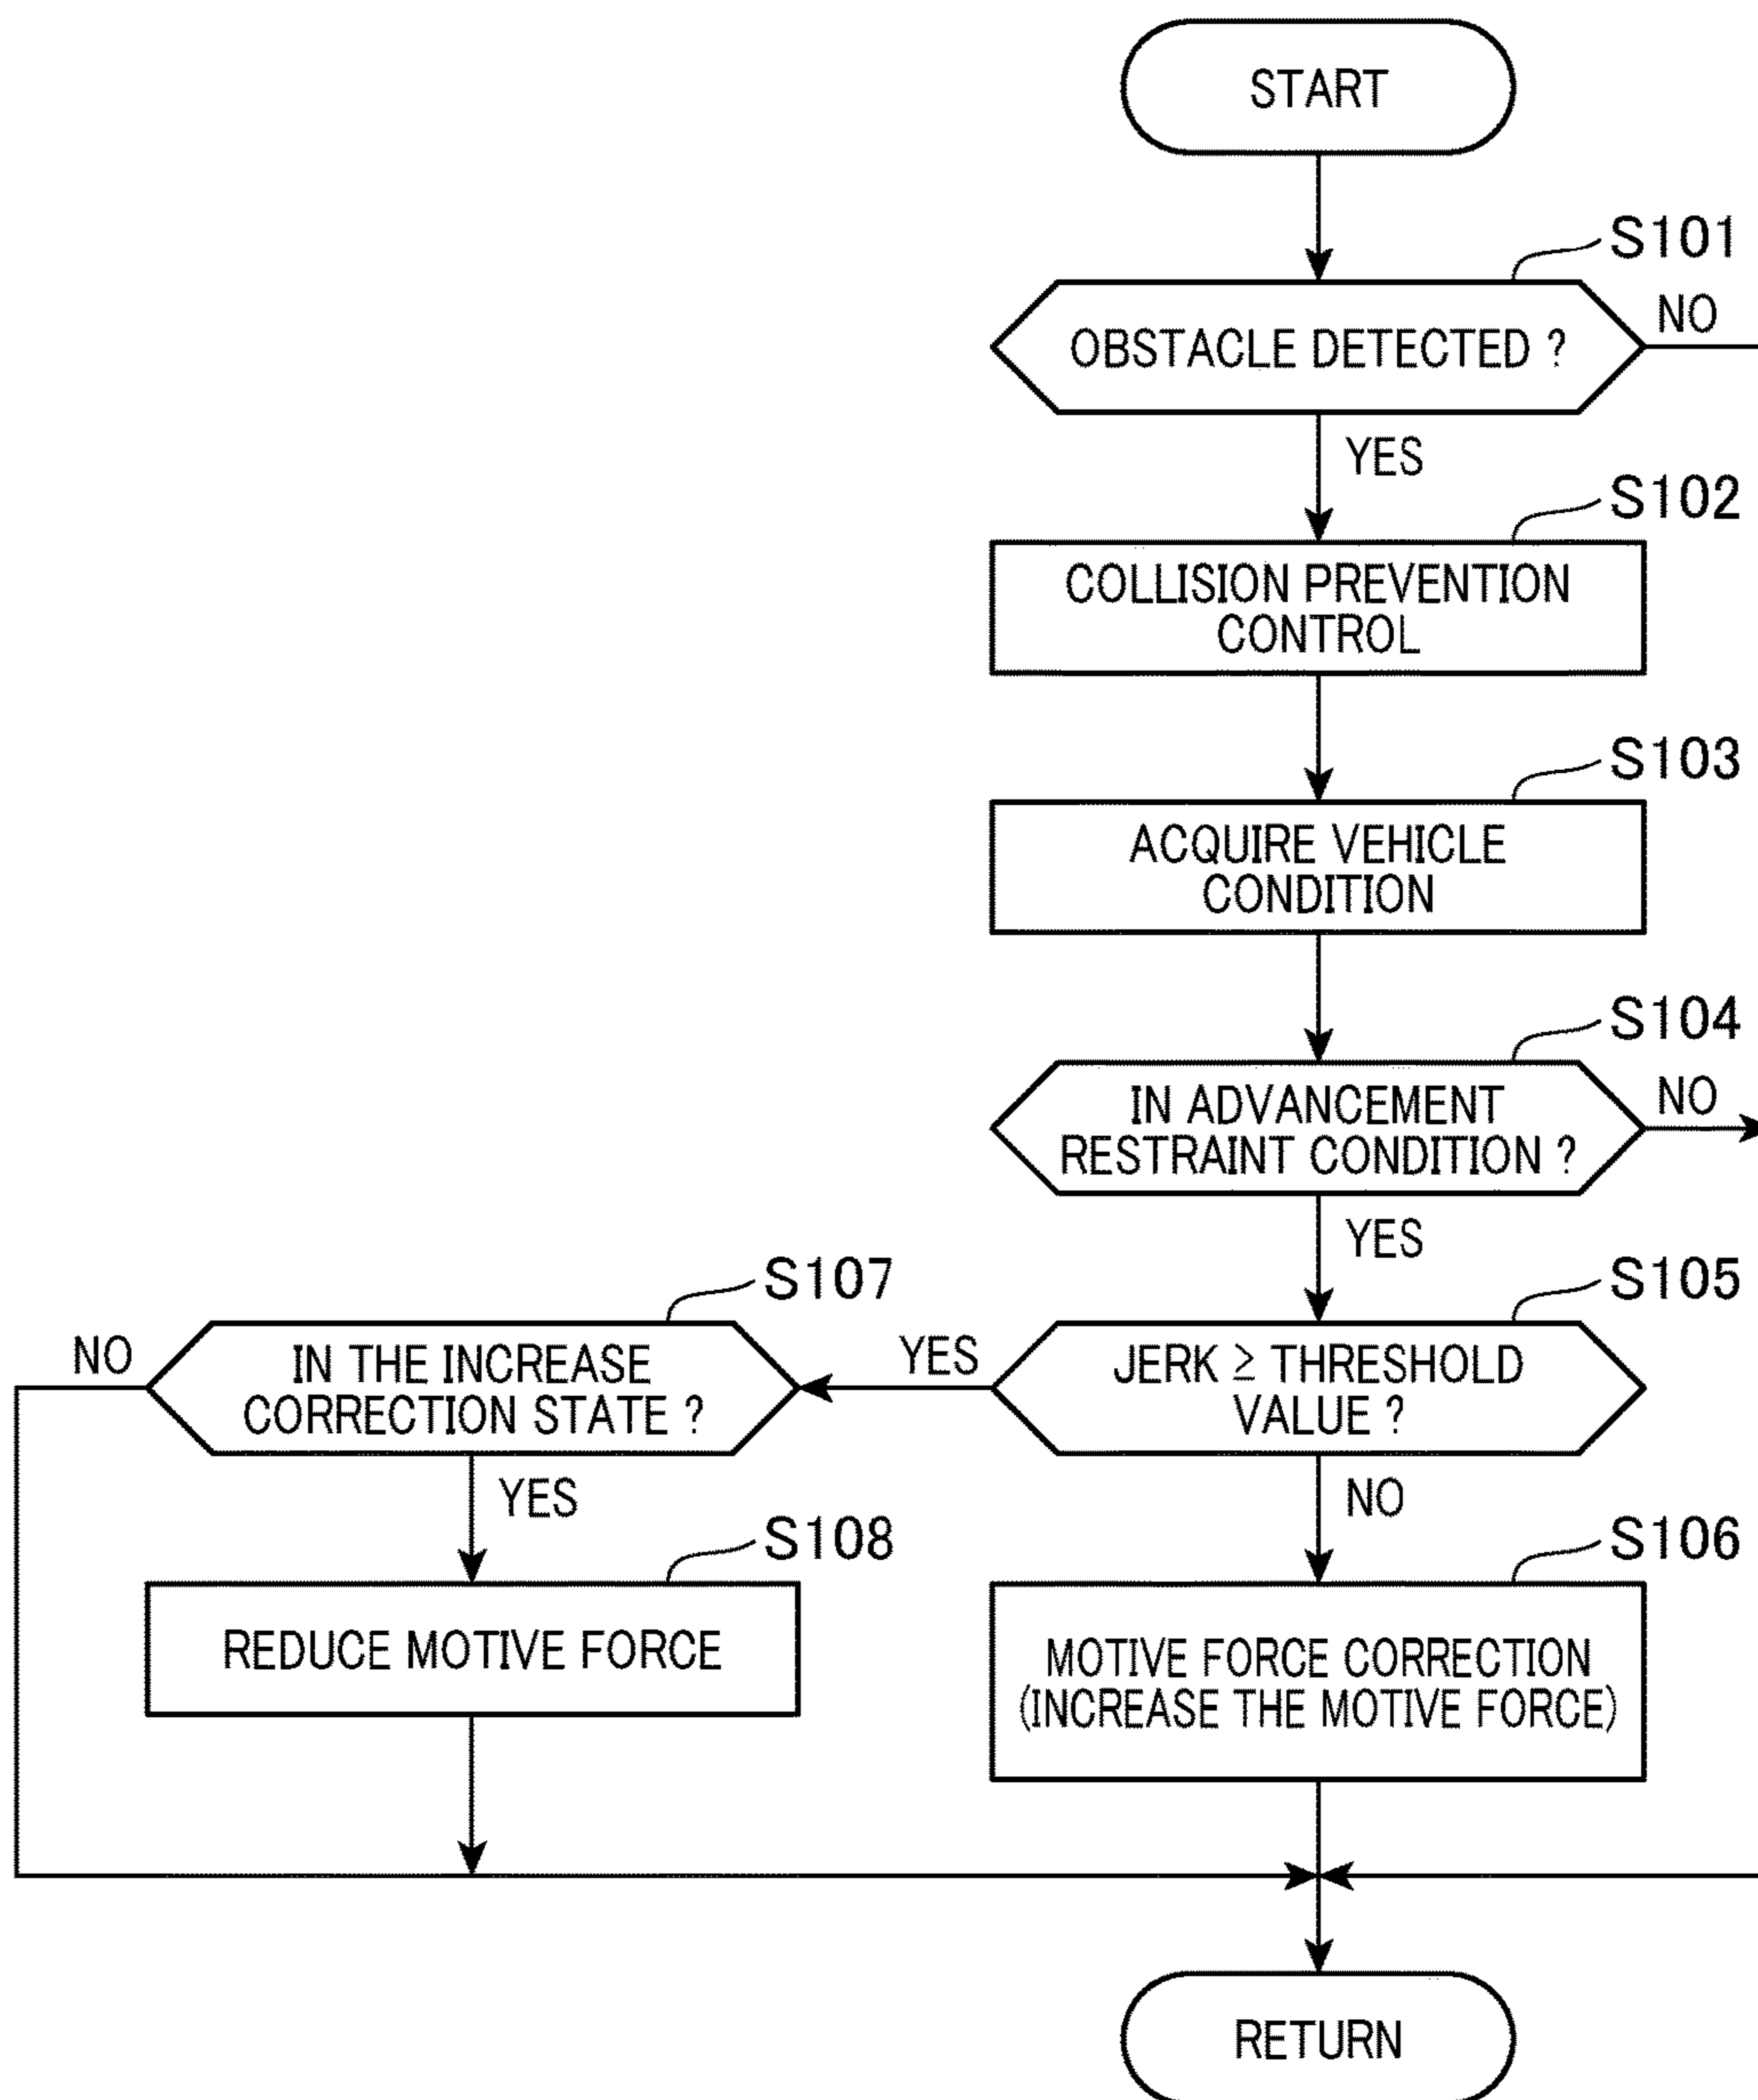 START
S101
OBSTACLE DETECTED ?
NO
YES
S102
COLLISION PREVENTION
CONTROL
S103
ACQUIRE VEHICLE
CONDITION
S104
IN ADVANCEMENT
RESTRAINT CONDITION ?
NO
YES
S107
S105
NO
IN THE INCREASE
CORRECTION STATE ?
YES
JERK ≥ THRESHOLD
VALUE ?
YES
NO
S108
S106
REDUCE MOTIVE FORCE
MOTIVE FORCE CORRECTION
(INCREASE THE MOTIVE FORCE)
RETURN